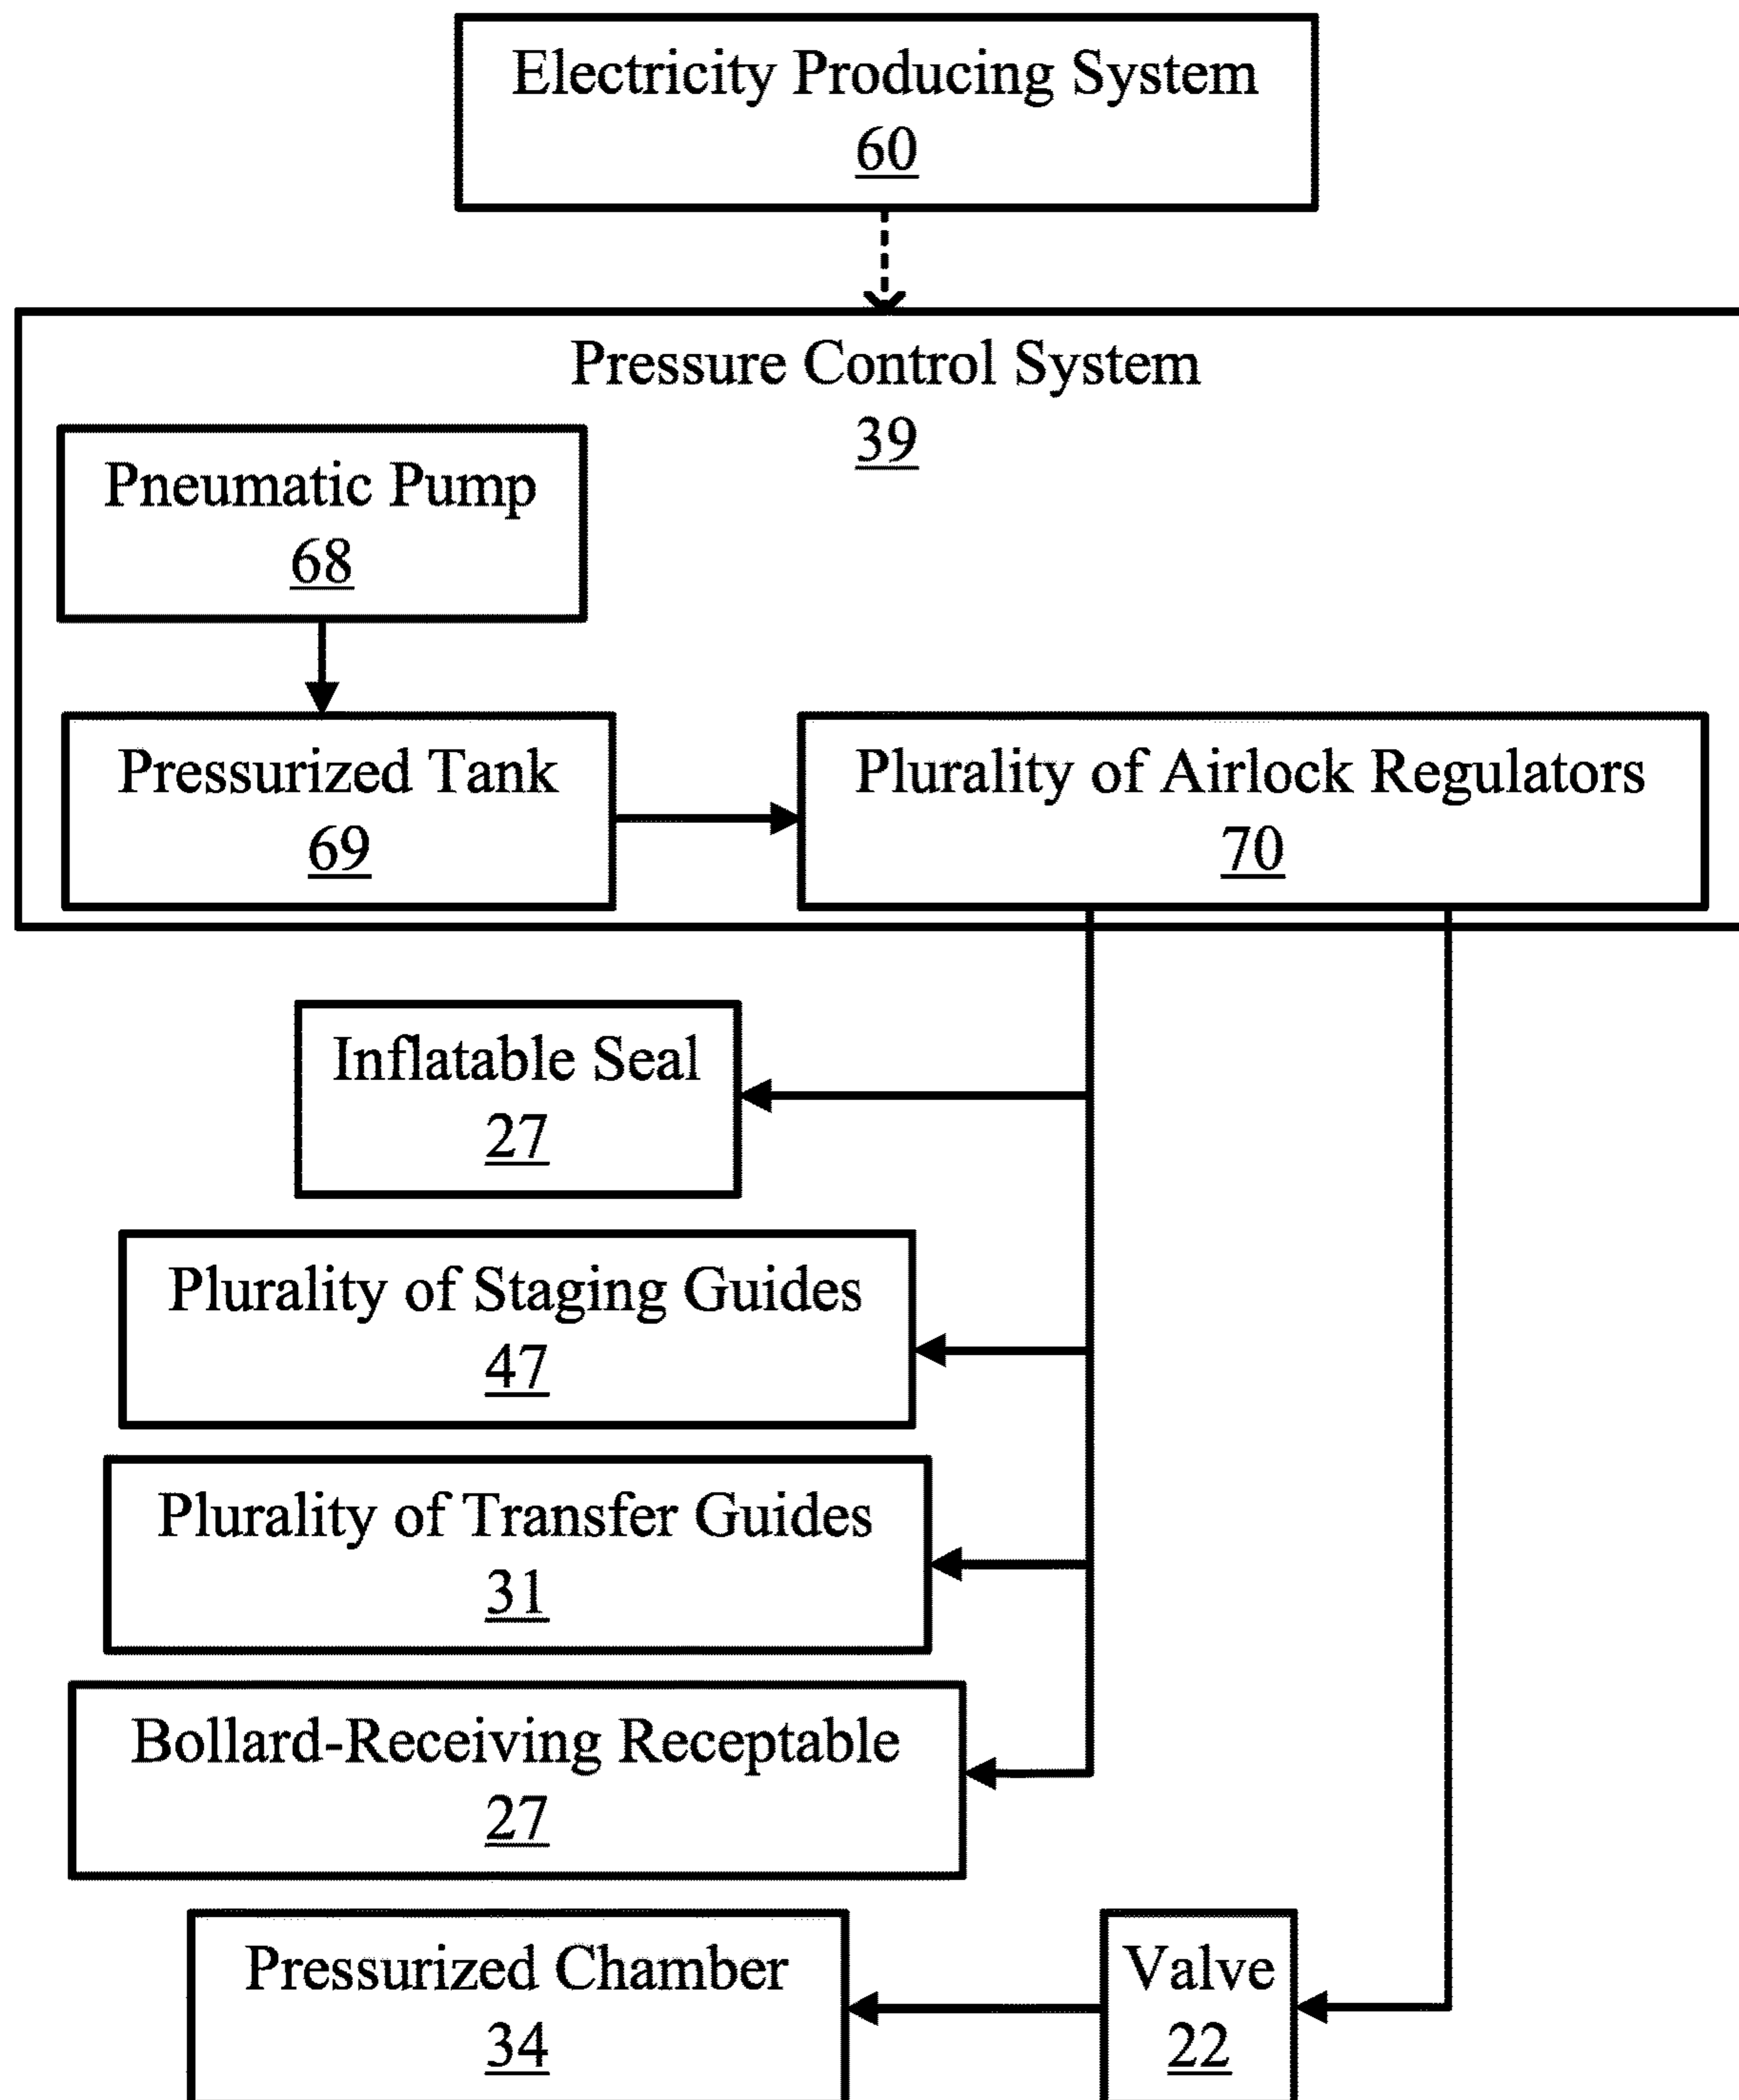 Electricity Producing System
60
Pressure Control System
39
Pneumatic Pump
68
Pressurized Tank
69
Plurality of Airlock Regulators
70
Inflatable Seal
27
Plurality of Staging Guides
47
Plurality of Transfer Guides
31
Bollard-Receiving Receptable
27
Pressurized Chamber
34
Valve
22